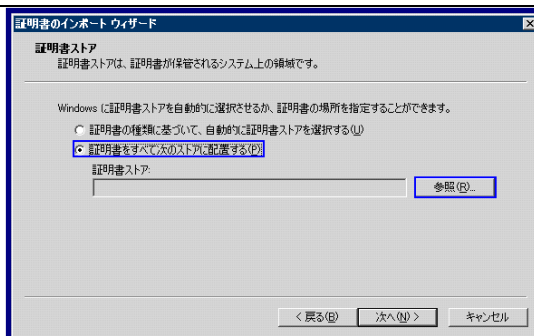 証明書のインポート ウィザード
証明書ストア
証明書ストアは、証明書が保管されるシステム上の領域です。
Windows に証明書ストアを自動的に選択させるか、証明書の場所を指定することができます。
証明書の種類に基づいて、自動的に証明書ストアを選択する(U)
証明書をすべて次のストアに配置する(P)
証明書ストア:
参照(R)...
< 戻る(B)
次へ(N) >
キャンセル